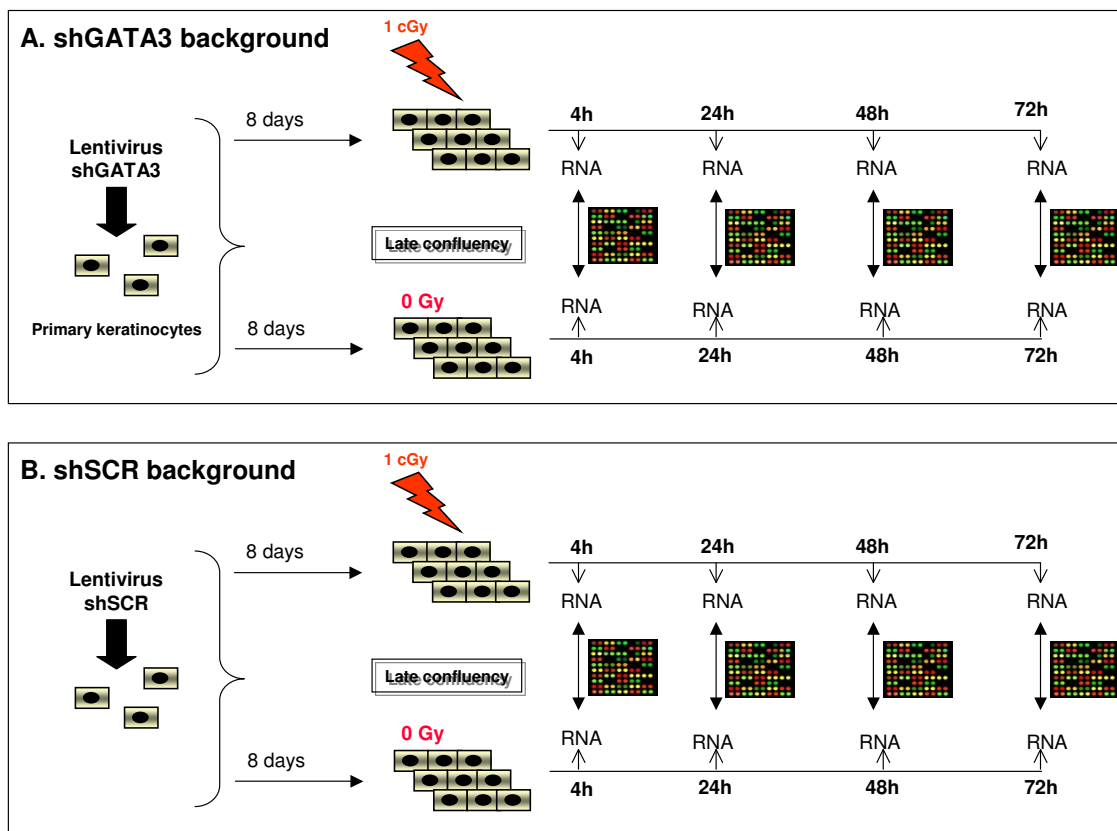 A. shGATA3 background
1 cGy
8 days
4h 24h 48h 72h
Lentivirus
shGATA3
RNA RNA RNA RNA
Late confluency
Primary keratinocytes
0 Gy
8 days
RNA RNA RNA RNA
4h 24h 48h 72h
B. shSCR background
1 cGy
8 days
4h 24h 48h 72h
Lentivirus
shSCR
RNA RNA RNA RNA
Late confluency
0 Gy
8 days
RNA RNA RNA RNA
4h 24h 48h 72h